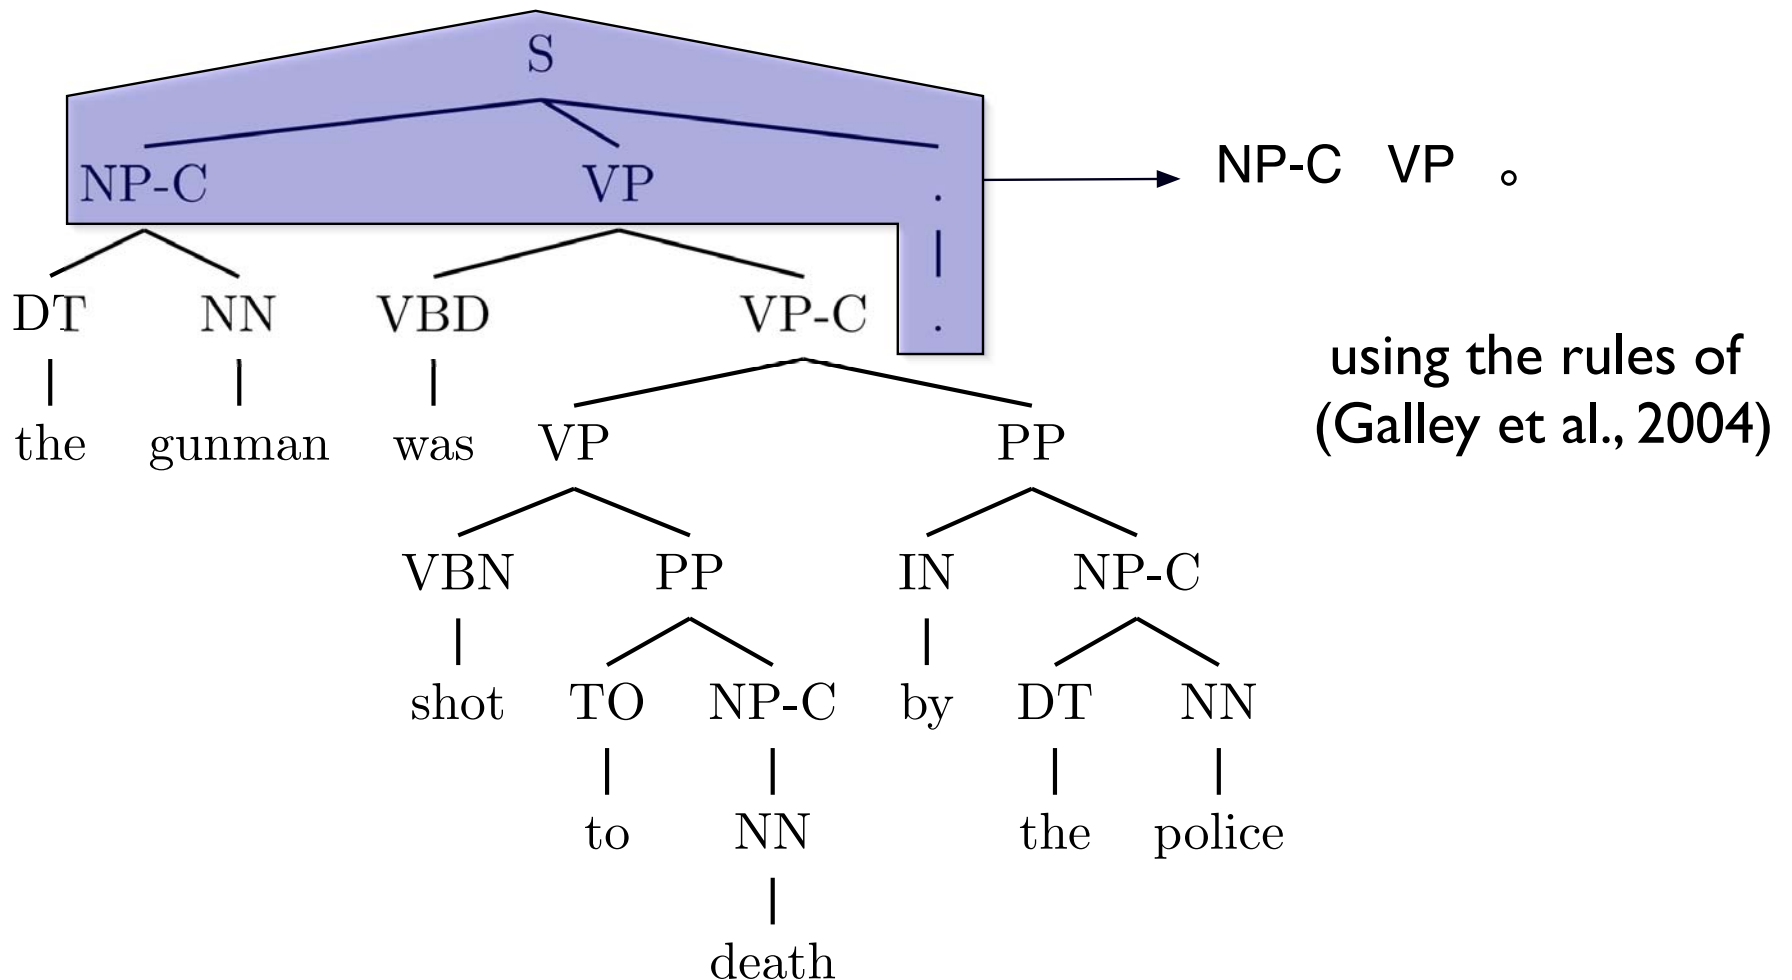 S
NP-C VP .
NP-C VP 。
DT NN VBD VP-C .
using the rules of
(Galley et al., 2004)
the gunman was VP PP
VBN PP IN NP-C
shot TO NP-C by DT NN
to NN the police
death